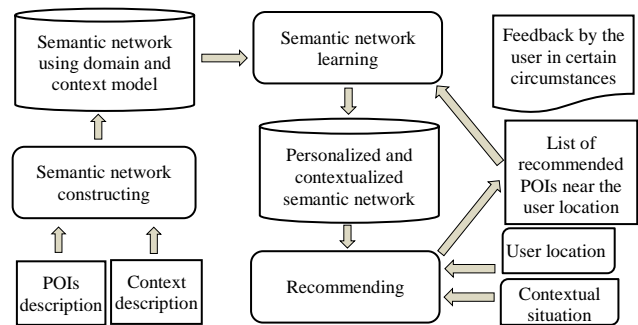 Semantic network
using domain and
context model
Semantic network
learning
Feedback by the
user in certain
circumstances
Semantic network
constructing
Personalized and
contextualized
semantic network
List of
recommended
POIs near the
user location
POIs
description
Context
description
Recommending
User location
Contextual
situation